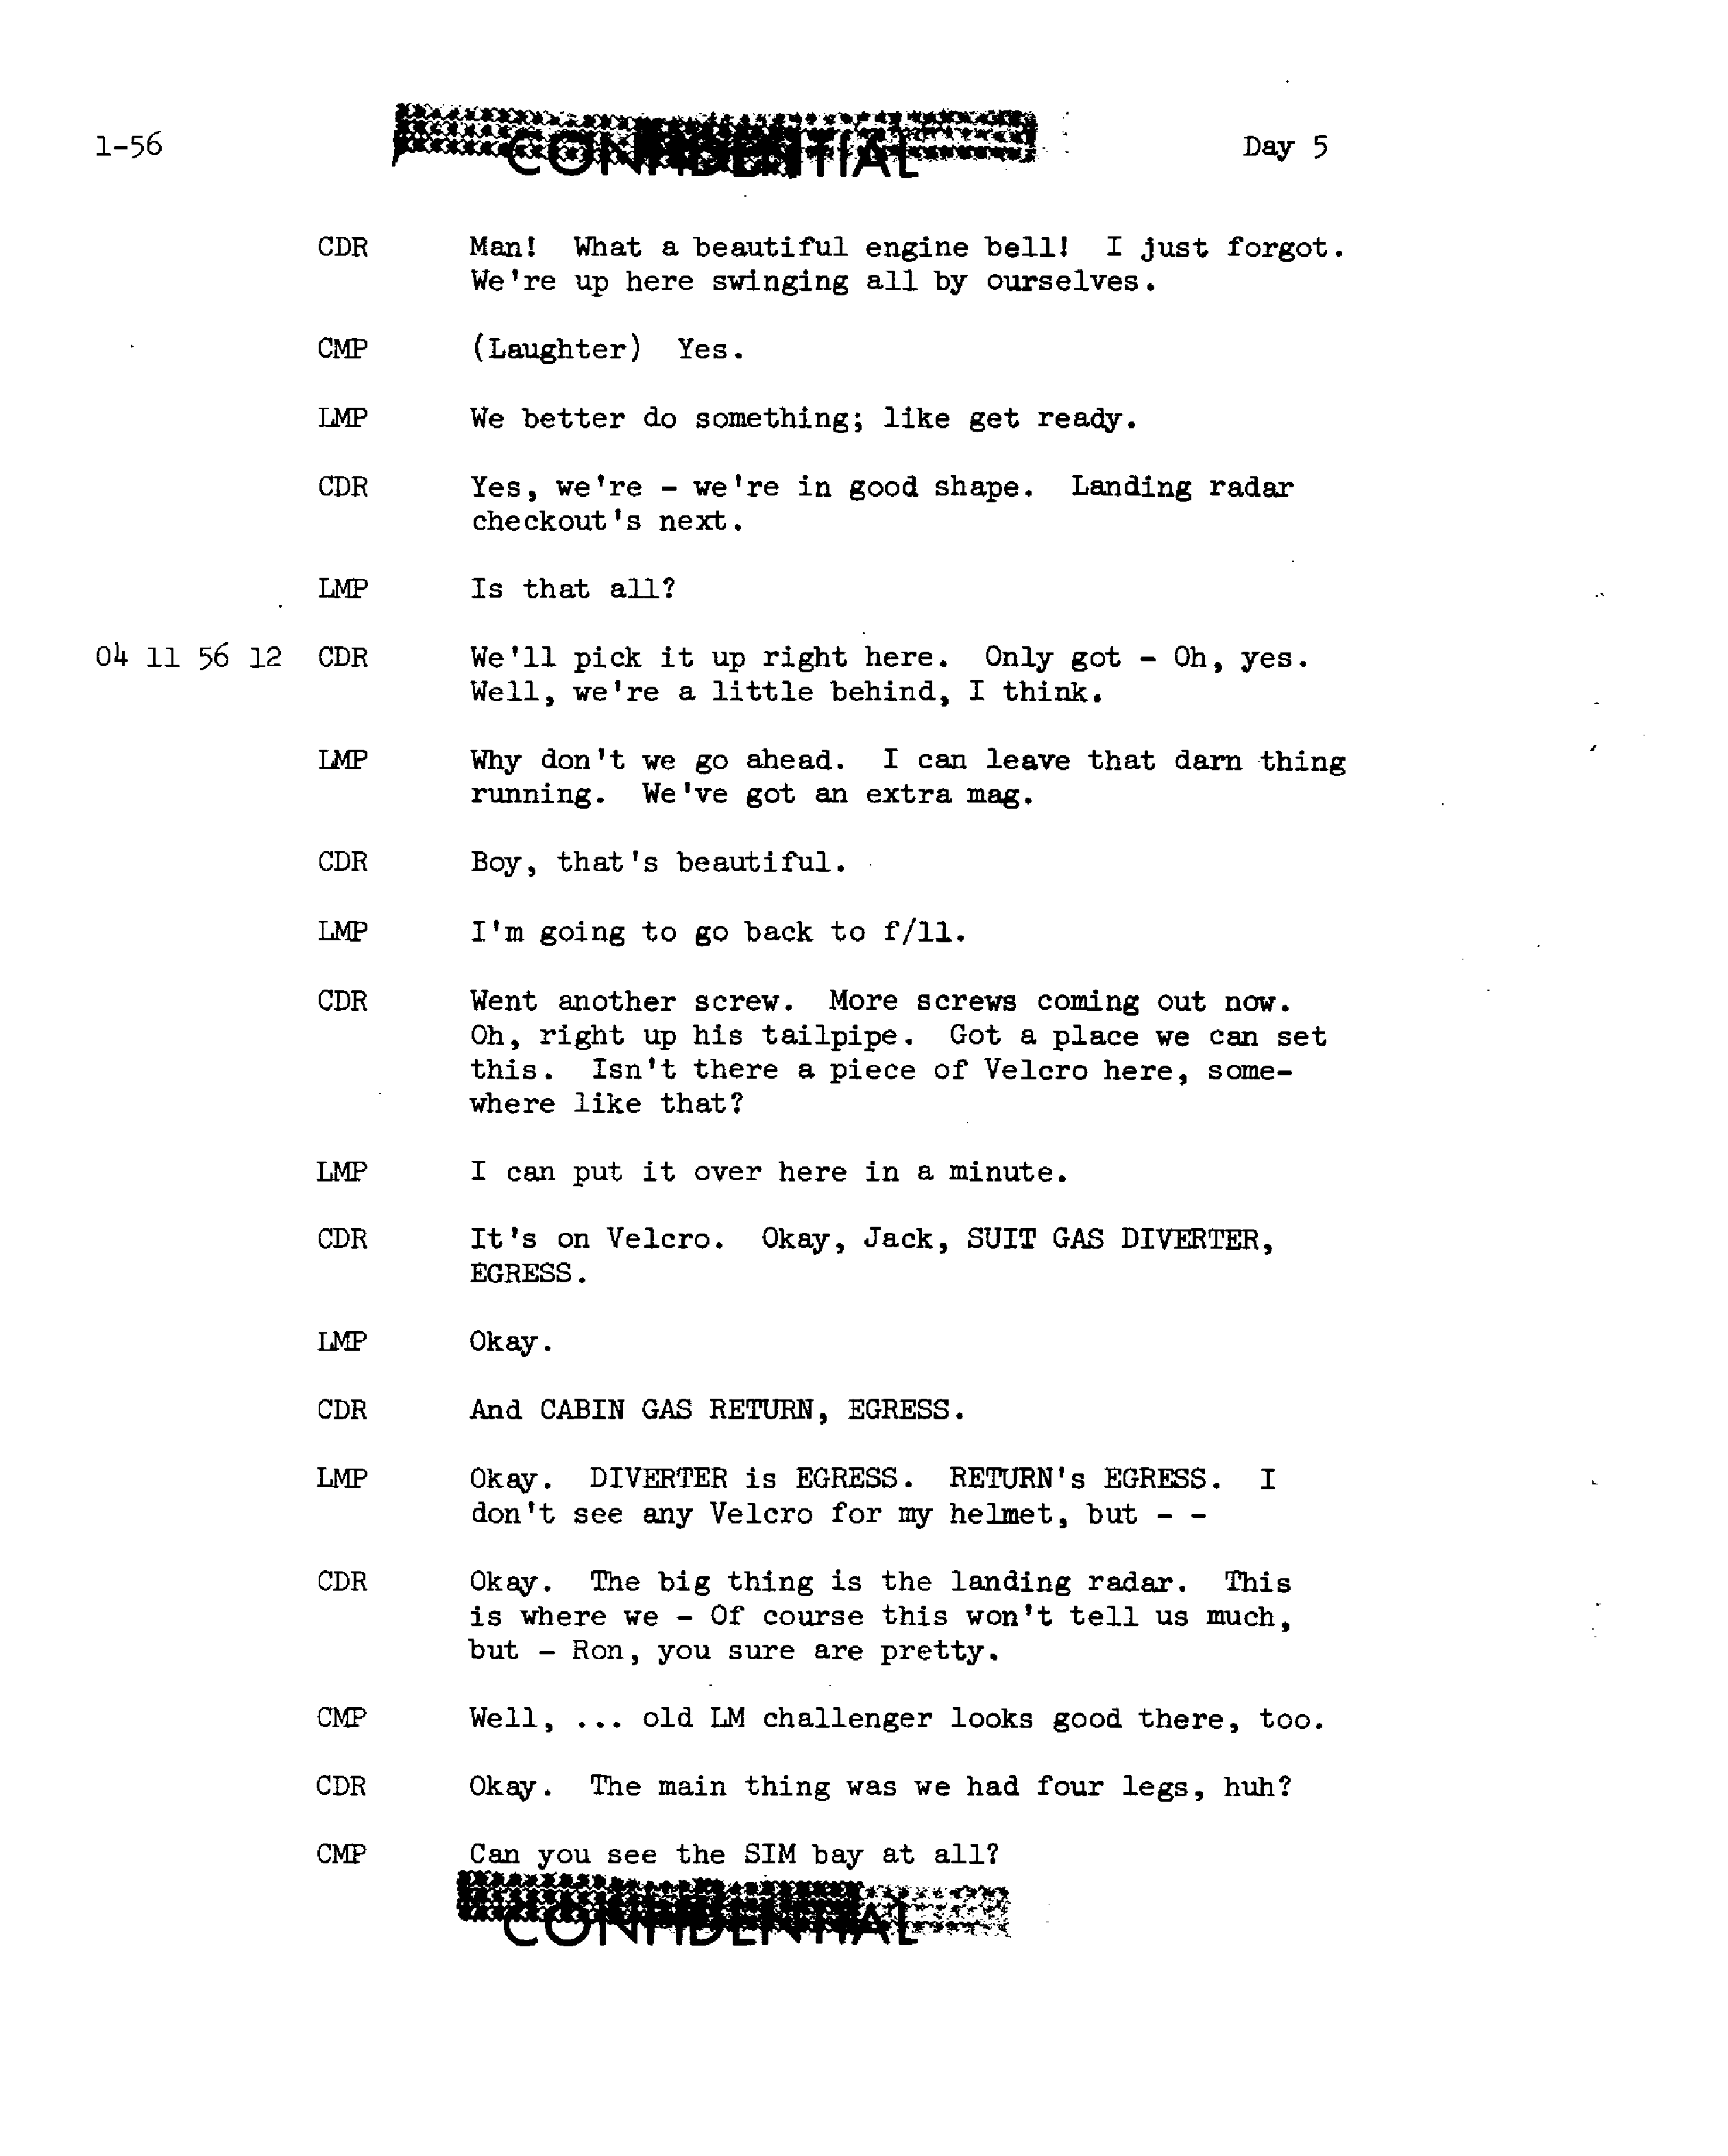 1-56
CONFIDENTIAL
Day 5
CDR Man! What a beautiful engine bell! I just forgot.
We're up here swinging all by ourselves.
CMP (Laughter) Yes.
LMP We better do something; like get ready.
CDR Yes, we're - we're in good shape. Landing radar
checkout's next.
LMP Is that all?
04 11 56 12 CDR We'll pick it up right here. Only got - Oh, yes.
Well, we're a little behind, I think.
LMP Why don't we go ahead. I can leave that darn thing
running. We've got an extra mag.
CDR Boy, that's beautiful.
LMP I'm going to go back to f/11.
CDR Went another screw. More screws coming out now.
Oh, right up his tailpipe. Got a place we can set
this. Isn't there a piece of Velcro here, some-
where like that?
LMP I can put it over here in a minute.
CDR It's on Velcro. Okay, Jack, SUIT GAS DIVERTER,
EGRESS.
LMP Okay.
CDR And CABIN GAS RETURN, EGRESS.
LMP Okay. DIVERTER is EGRESS. RETURN's EGRESS. I
don't see any Velcro for my helmet, but - -
CDR Okay. The big thing is the landing radar. This
is where we - Of course this won't tell us much,
but - Ron, you sure are pretty.
CMP Well, ... old LM challenger looks good there, too.
CDR Okay. The main thing was we had four legs, huh?
CMP Can you see the SIM bay at all?
CONFIDENTIAL